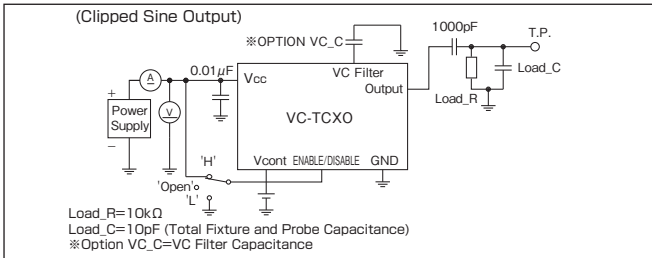 (Clipped Sine Output)
※OPTION VC_C
1000pF
T.P.
A
0.01μF
Vcc
VC Filter
Output
Load_C
Load_R
+
Power
Supply
−
V
VC-TCXO
'H'
Vcont ENABLE/DISABLE GND
'Open'
'L'
Load_R=10kΩ
Load_C=10pF (Total Fixture and Probe Capacitance)
※Option VC_C=VC Filter Capacitance